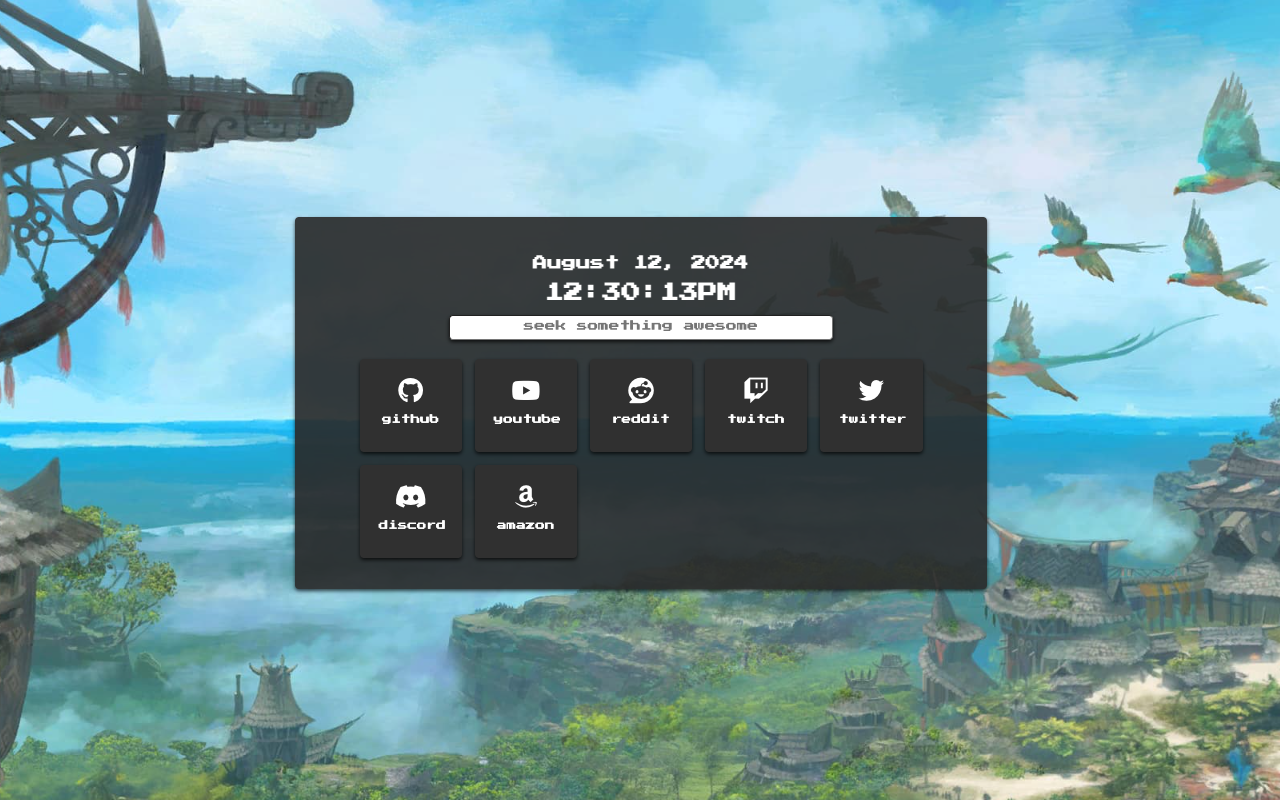 August 12, 2024
12:30:13PM
seek something awesome
github youtube reddit twitch twitter
discord amazon